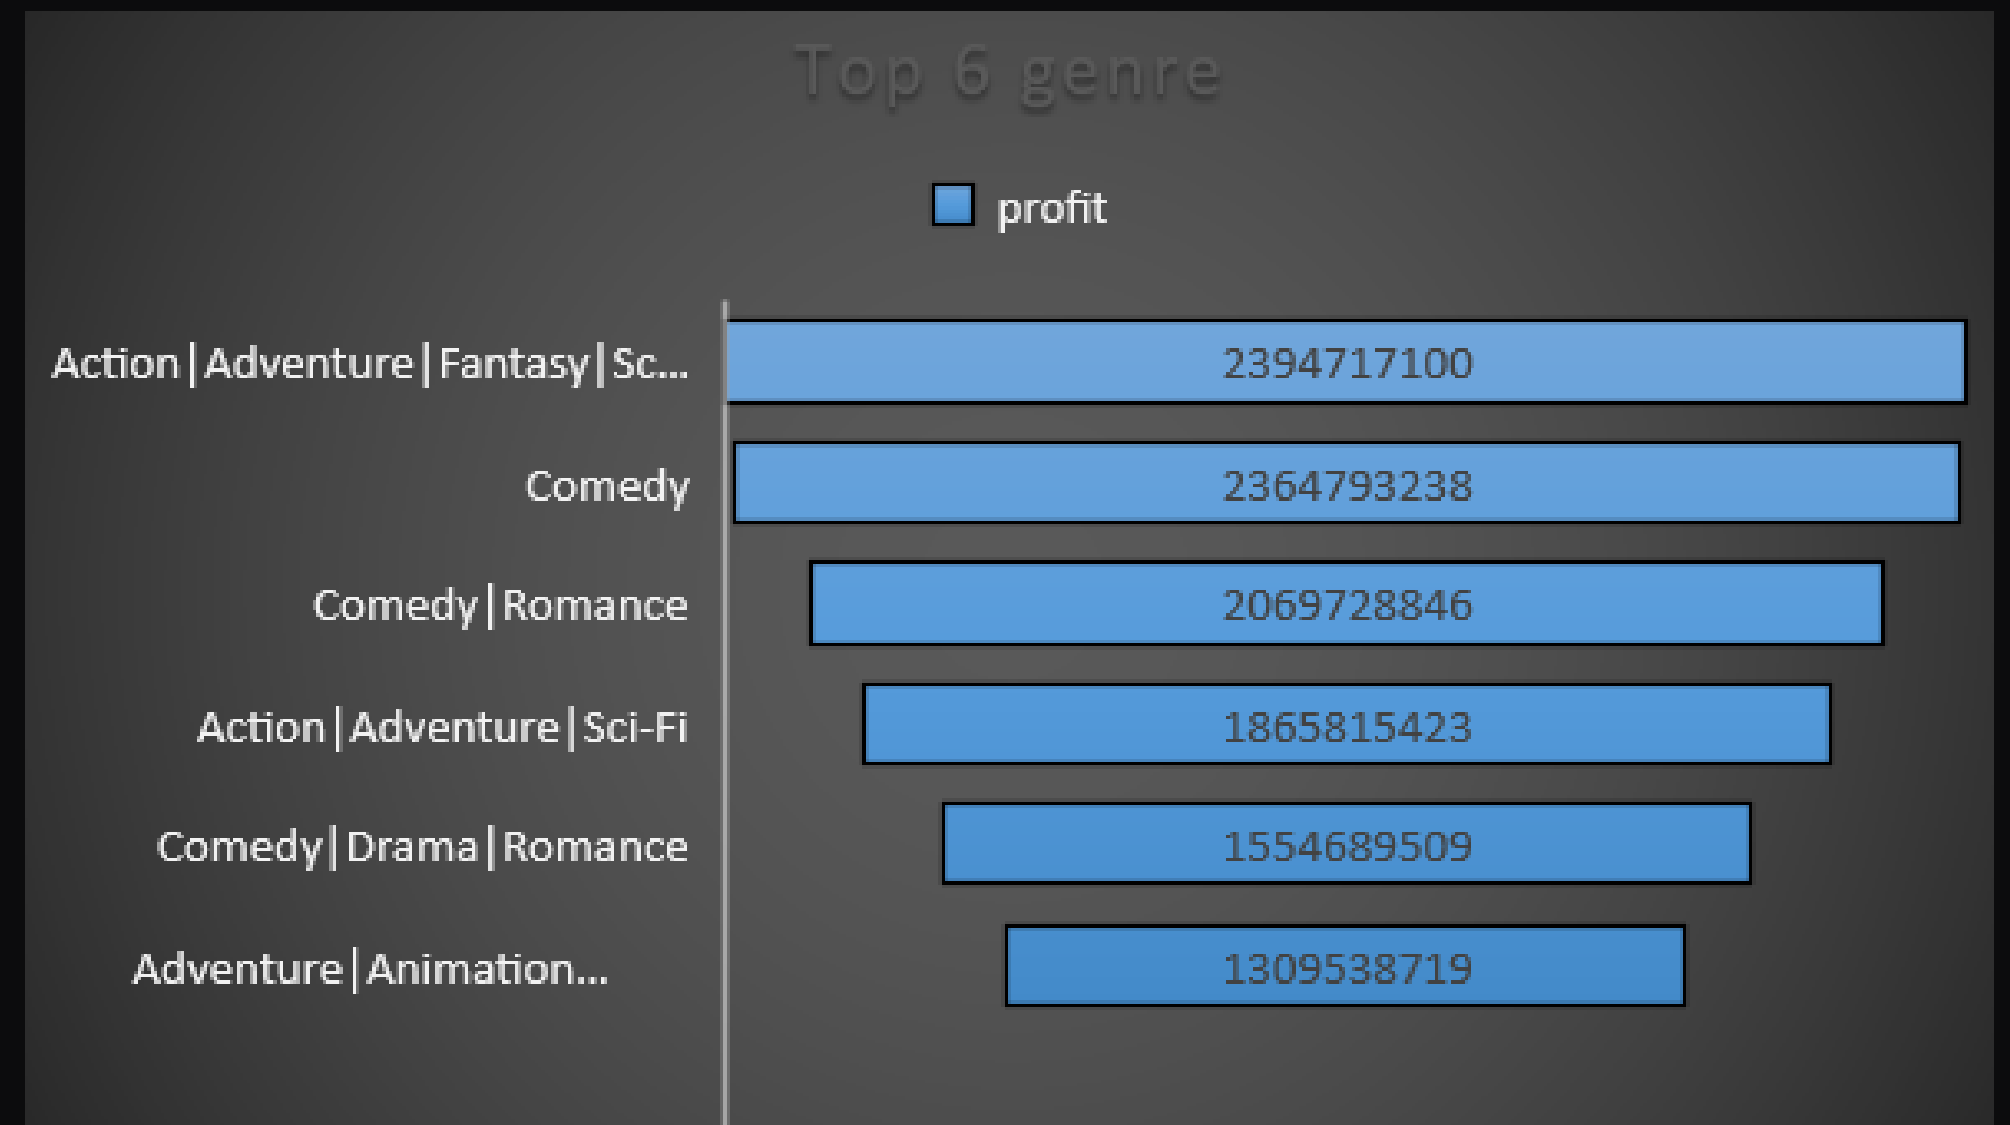 Top 6 genre
profit
Action|Adventure|Fantasy|Sc... 2394717100
Comedy 2364793238
Comedy|Romance 2069728846
Action|Adventure|Sci-Fi 1865815423
Comedy|Drama|Romance 1554689509
Adventure|Animation... 1309538719